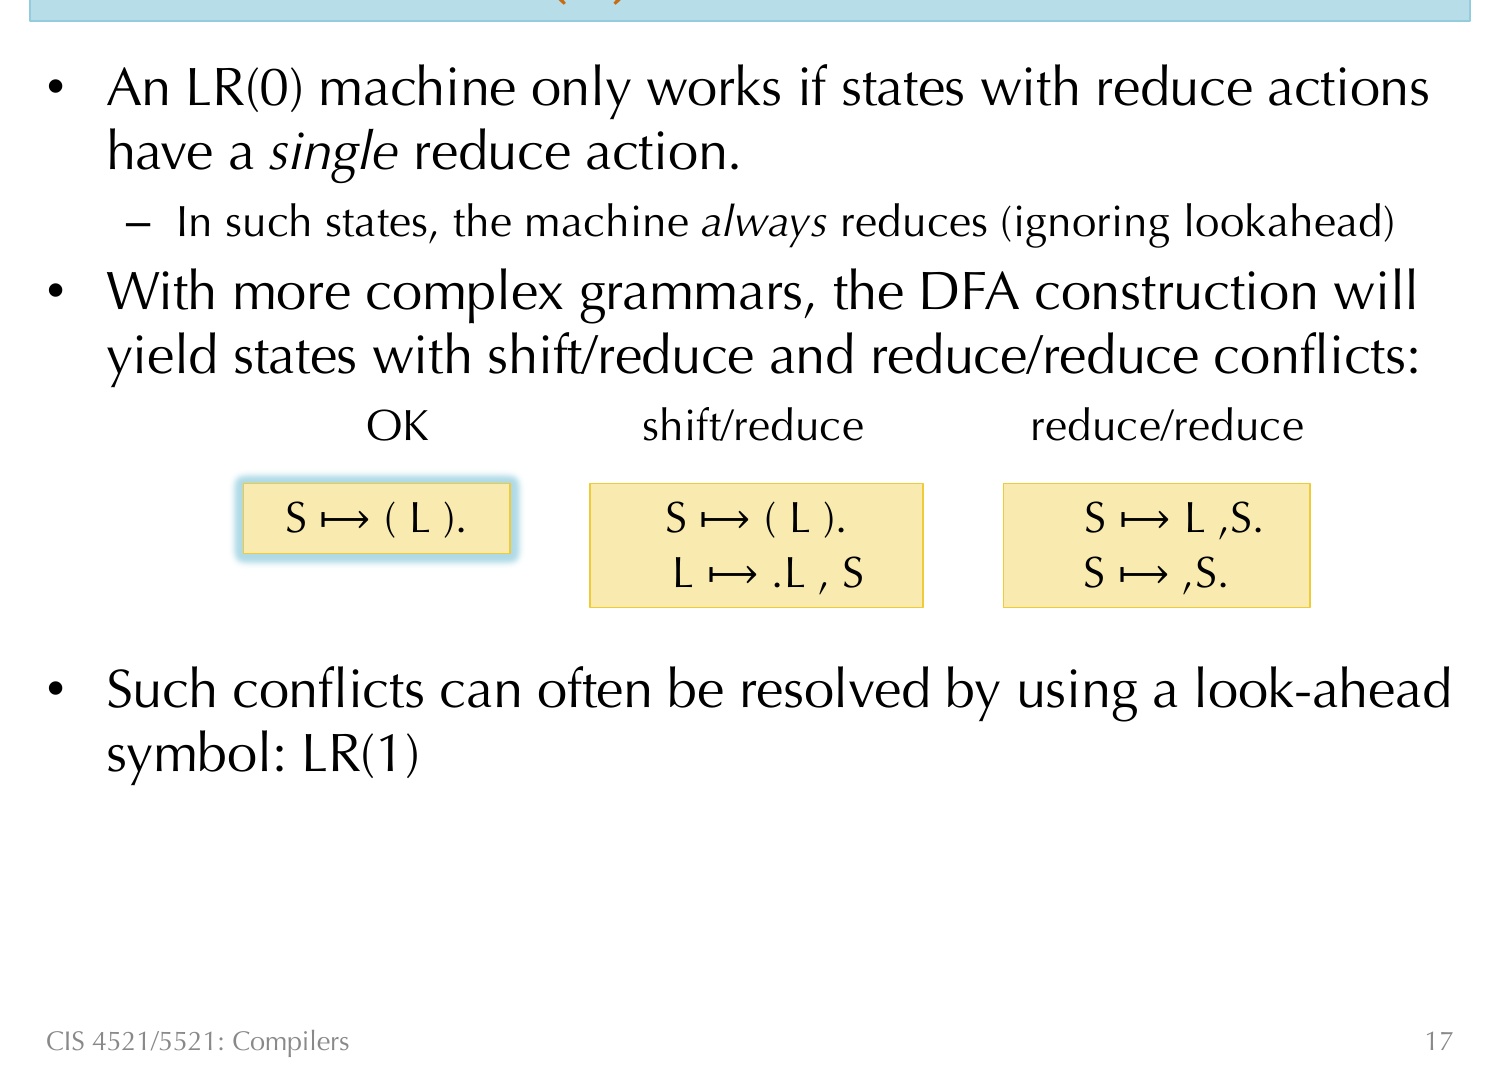 • An LR(0) machine only works if states with reduce actions
have a single reduce action.
– In such states, the machine always reduces (ignoring lookahead)
• With more complex grammars, the DFA construction will
yield states with shift/reduce and reduce/reduce conflicts:
OK shift/reduce reduce/reduce
S ⟼ ( L ). S ⟼ ( L ). S ⟼ L ,S.
L ⟼ .L , S S ⟼ ,S.
• Such conflicts can often be resolved by using a look-ahead
symbol: LR(1)
CIS 4521/5521: Compilers 17